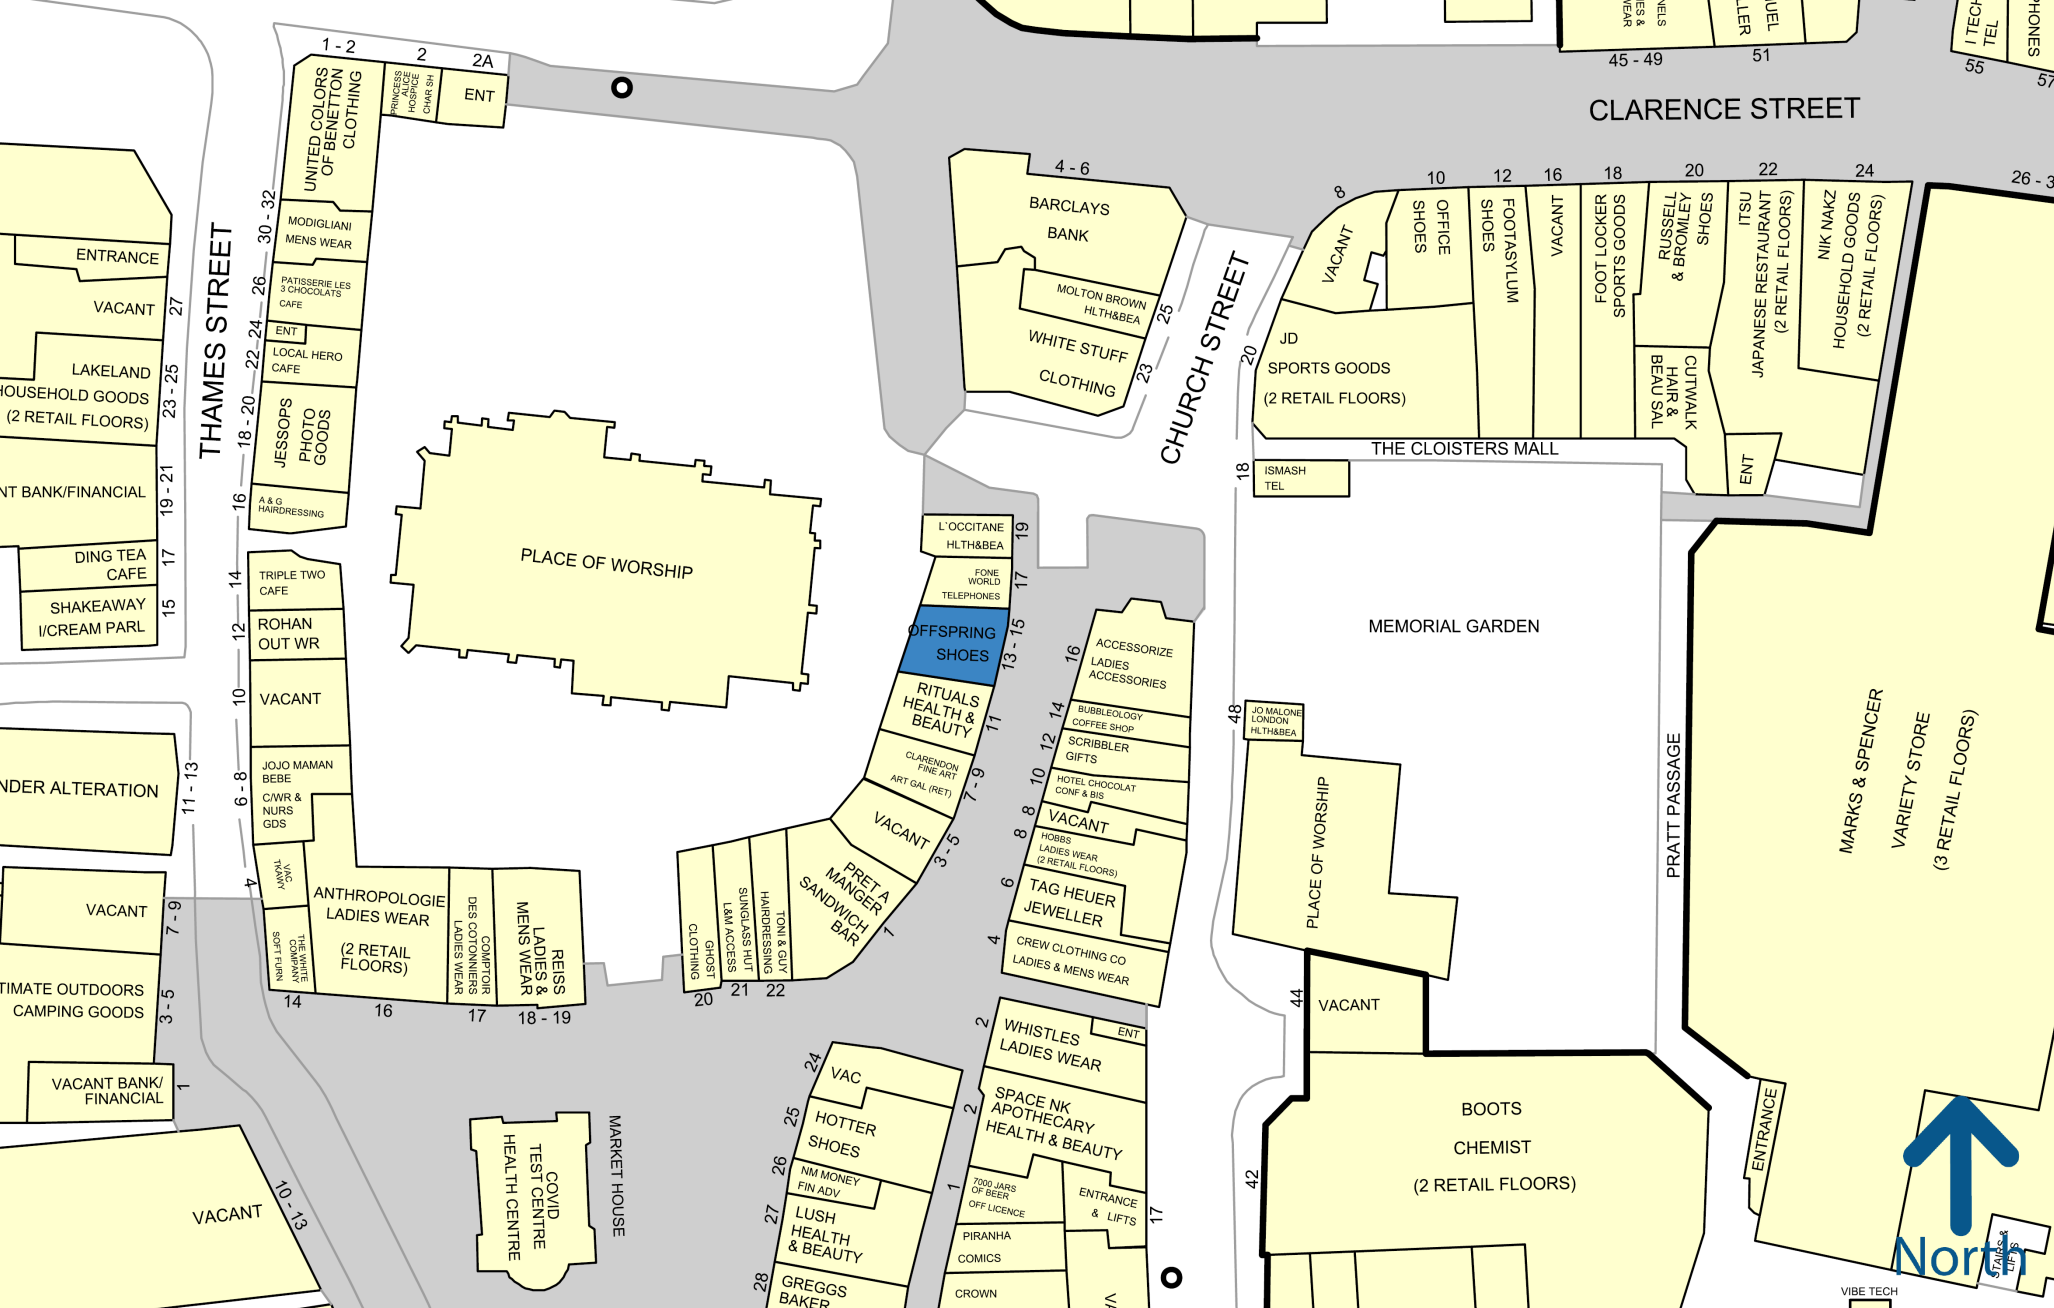 1 - 2
2
2A
UNITED COLORS
OF BENETTON
CLOTHING
PRINCESS
ALICE
HOSPICE
CHAR SH
ENT
30 - 32
MODIGLIANI
MENS WEAR
26
PATISSERIE LES
3 CHOCOLATS
CAFE
24
ENT
22
LOCAL HERO
CAFE
18 - 20
JESSOPS
PHOTO
GOODS
16
A & G
HAIRDRESSING
THAMES STREET
ENTRANCE
VACANT
27
LAKELAND
HOUSEHOLD GOODS
(2 RETAIL FLOORS)
23 - 25
NT BANK/FINANCIAL
19 - 21
DING TEA
CAFE
17
SHAKEAWAY
I/CREAM PARL
15
14
TRIPLE TWO
CAFE
12
ROHAN
OUT WR
10
VACANT
6 - 8
JOJO MAMAN
BEBE
C/WR &
NURS
GDS
4
VAC
TKAWY
THE WHITE
COMPANY
SOFT FURN
14
ANTHROPOLOGIE
LADIES WEAR
(2 RETAIL
FLOORS)
16
COMPTOIR
DES COTONNIERS
LADIES WEAR
17
REISS
LADIES &
MENS WEAR
18 - 19
NDER ALTERATION
11 - 13
VACANT
7 - 9
TIMATE OUTDOORS
CAMPING GOODS
3 - 5
VACANT BANK/
FINANCIAL
1
VACANT
10 - 13
COVID
TEST CENTRE
HEALTH CENTRE
MARKET HOUSE
PLACE OF WORSHIP
GHOST
CLOTHING
20
SUNGLASS HUT
L&M ACCESS
21
TONI & GUY
HAIRDRESSING
22
PRET A
MANGER
SANDWICH
BAR
1
VACANT
3 - 5
CLARENDON
FINE ART
ART GAL (RET)
7 - 9
RITUALS
HEALTH &
BEAUTY
11
OFFSPRING
SHOES
13 - 15
FONE
WORLD
TELEPHONES
17
L`OCCITANE
HLTH&BEA
19
4 - 6
BARCLAYS
BANK
MOLTON BROWN
HLTH&BEA
25
WHITE STUFF
CLOTHING
23
CHURCH STREET
CLARENCE STREET
45 - 49
51
55
57
NELS
IES &
WEAR
UEL
LLER
I TECH
TEL
PHONES
8
VACANT
10
OFFICE
SHOES
12
FOOTASYLUM
SHOES
16
VACANT
18
FOOT LOCKER
SPORTS GOODS
20
RUSSELL
& BROMLEY
SHOES
22
ITSU
JAPANESE RESTAURANT
(2 RETAIL FLOORS)
24
NIK NAKZ
HOUSEHOLD GOODS
(2 RETAIL FLOORS)
26 - 3
20
JD
SPORTS GOODS
(2 RETAIL FLOORS)
CUTWALK
HAIR &
BEAU SAL
ENT
THE CLOISTERS MALL
18
ISMASH
TEL
MEMORIAL GARDEN
16
ACCESSORIZE
LADIES
ACCESSORIES
14
BUBBLEOLOGY
COFFEE SHOP
12
SCRIBBLER
GIFTS
10
HOTEL CHOCOLAT
CONF & BIS
8
VACANT
8
HOBBS
LADIES WEAR
(2 RETAIL FLOORS)
6
TAG HEUER
JEWELLER
4
CREW CLOTHING CO
LADIES & MENS WEAR
2
WHISTLES
LADIES WEAR
ENT
2
SPACE NK
APOTHECARY
HEALTH & BEAUTY
1
7000 JARS
OF BEER
OFF LICENCE
ENTRANCE
& LIFTS
17
PIRANHA
COMICS
CROWN
24
VAC
25
HOTTER
SHOES
26
NM MONEY
FIN ADV
27
LUSH
HEALTH
& BEAUTY
28
GREGGS
BAKER
48
JO MALONE
LONDON
HLTH&BEA
PLACE OF WORSHIP
44
VACANT
42
BOOTS
CHEMIST
(2 RETAIL FLOORS)
PRATT PASSAGE
MARKS & SPENCER
VARIETY STORE
(3 RETAIL FLOORS)
ENTRANCE
North
STAIRS &
LIFTS
VIBE TECH